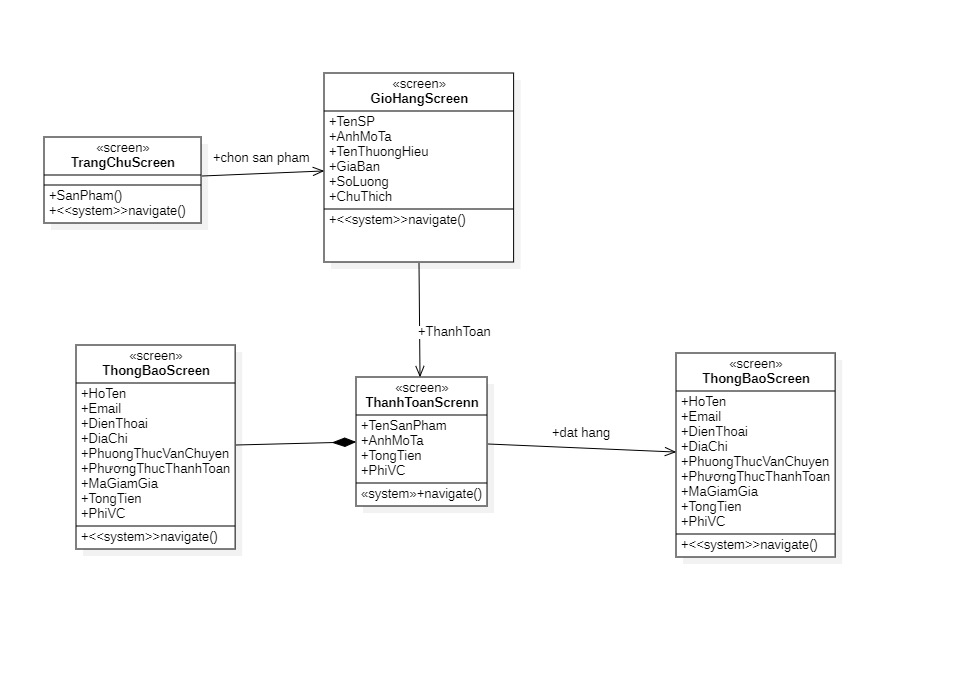 «screen»
GioHangScreen
+TenSP
+AnhMoTa
+TenThuongHieu
+GiaBan
+SoLuong
+ChuThich
+<<system>>navigate()
«screen»
TrangChuScreen
+SanPham()
+<<system>>navigate()
+chon san pham
+ThanhToan
«screen»
ThongBaoScreen
+HoTen
+Email
+DienThoai
+DiaChi
+PhuongThucVanChuyen
+PhươngThucThanhToan
+MaGiamGia
+TongTien
+PhiVC
+<<system>>navigate()
«screen»
ThanhToanScrenn
+TenSanPham
+AnhMoTa
+TongTien
+PhiVC
«system»+navigate()
+dat hang
«screen»
ThongBaoScreen
+HoTen
+Email
+DienThoai
+DiaChi
+PhuongThucVanChuyen
+PhươngThucThanhToan
+MaGiamGia
+TongTien
+PhiVC
+<<system>>navigate()